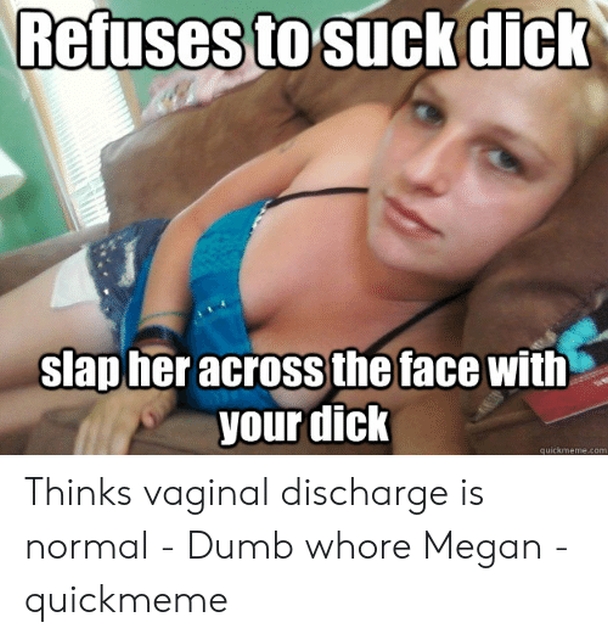 Refuses to suck dick
slap her across the face with
your dick
quickmeme.com
Thinks vaginal discharge is
normal - Dumb whore Megan -
quickmeme